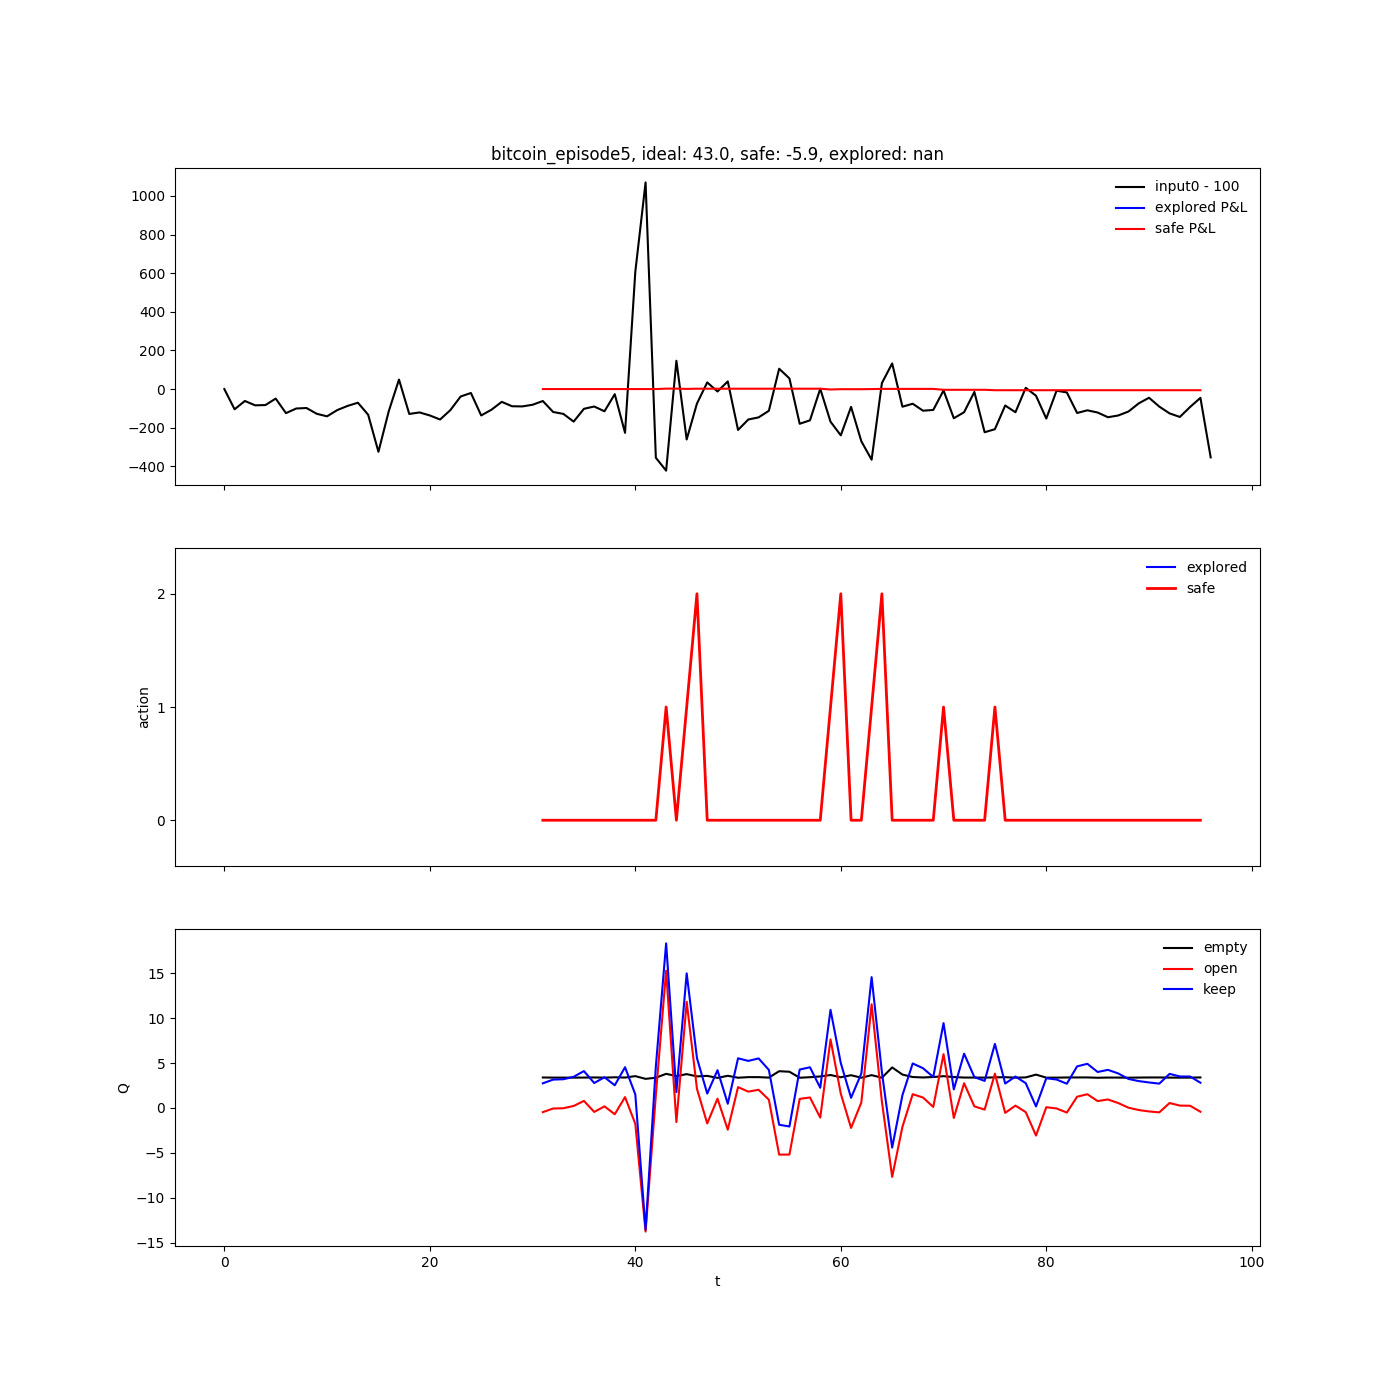 bitcoin_episode5, ideal: 43.0, safe: -5.9, explored: nan
1000
800
600
400
200
0
−200
−400
input0 - 100
explored P&L
safe P&L
action
2
1
0
explored
safe
Q
15
10
5
0
−5
−10
−15
empty
open
keep
0 20 40 60 80 100
t